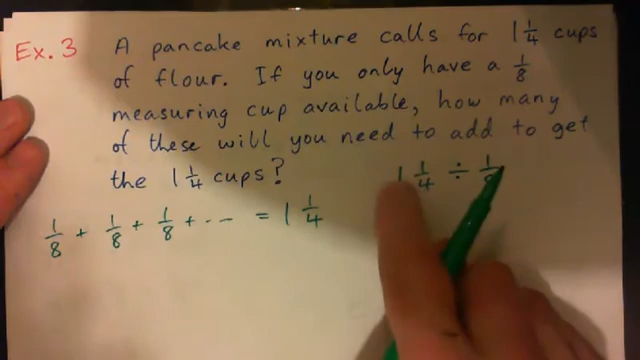 Ex. 3 A pancake mixture calls for 1 1/4 cups
of flour. If you only have a 1/8
measuring cup available, how many
of these will you need to add to get
the 1 1/4 cups?
1 1/4 ÷ 1/8
1/8 + 1/8 + 1/8 + ... = 1 1/4